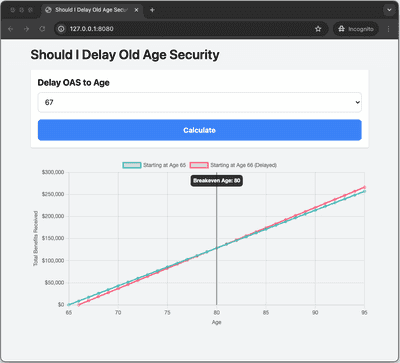 Should I Delay Old Age Secur
127.0.0.1:8080
Incognito
Should I Delay Old Age Security
Delay OAS to Age
67
Calculate
Starting at Age 65 Starting at Age 66 (Delayed)
Breakeven Age: 80
$300,000
$250,000
$200,000
$150,000
$100,000
$50,000
$0
Total Benefits Received
65 70 75 80 85 90 95
Age